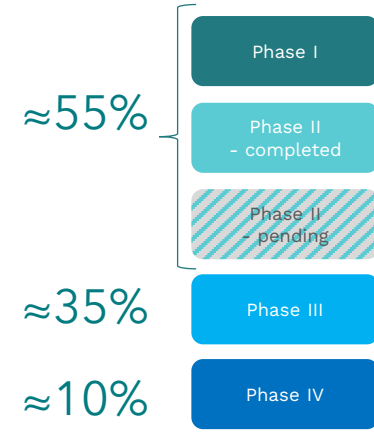 ≈55%
Phase I
Phase II
- completed
Phase II
- pending
≈35%
Phase III
≈10%
Phase IV